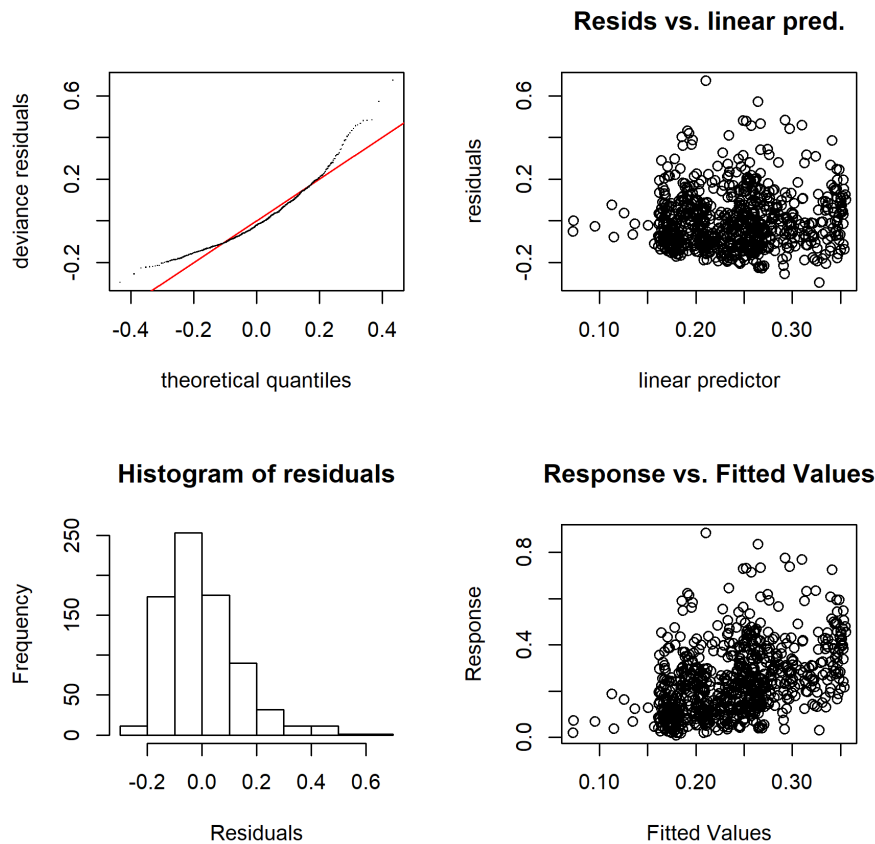 deviance residuals
-0.2 0.2 0.6
-0.4 -0.2 0.0 0.2 0.4
theoretical quantiles
Resids vs. linear pred.
residuals
-0.2 0.2 0.6
0.10 0.20 0.30
linear predictor
Histogram of residuals
Frequency
0 50 150 250
-0.2 0.0 0.2 0.4 0.6
Residuals
Response vs. Fitted Values
Response
0.0 0.4 0.8
0.10 0.20 0.30
Fitted Values